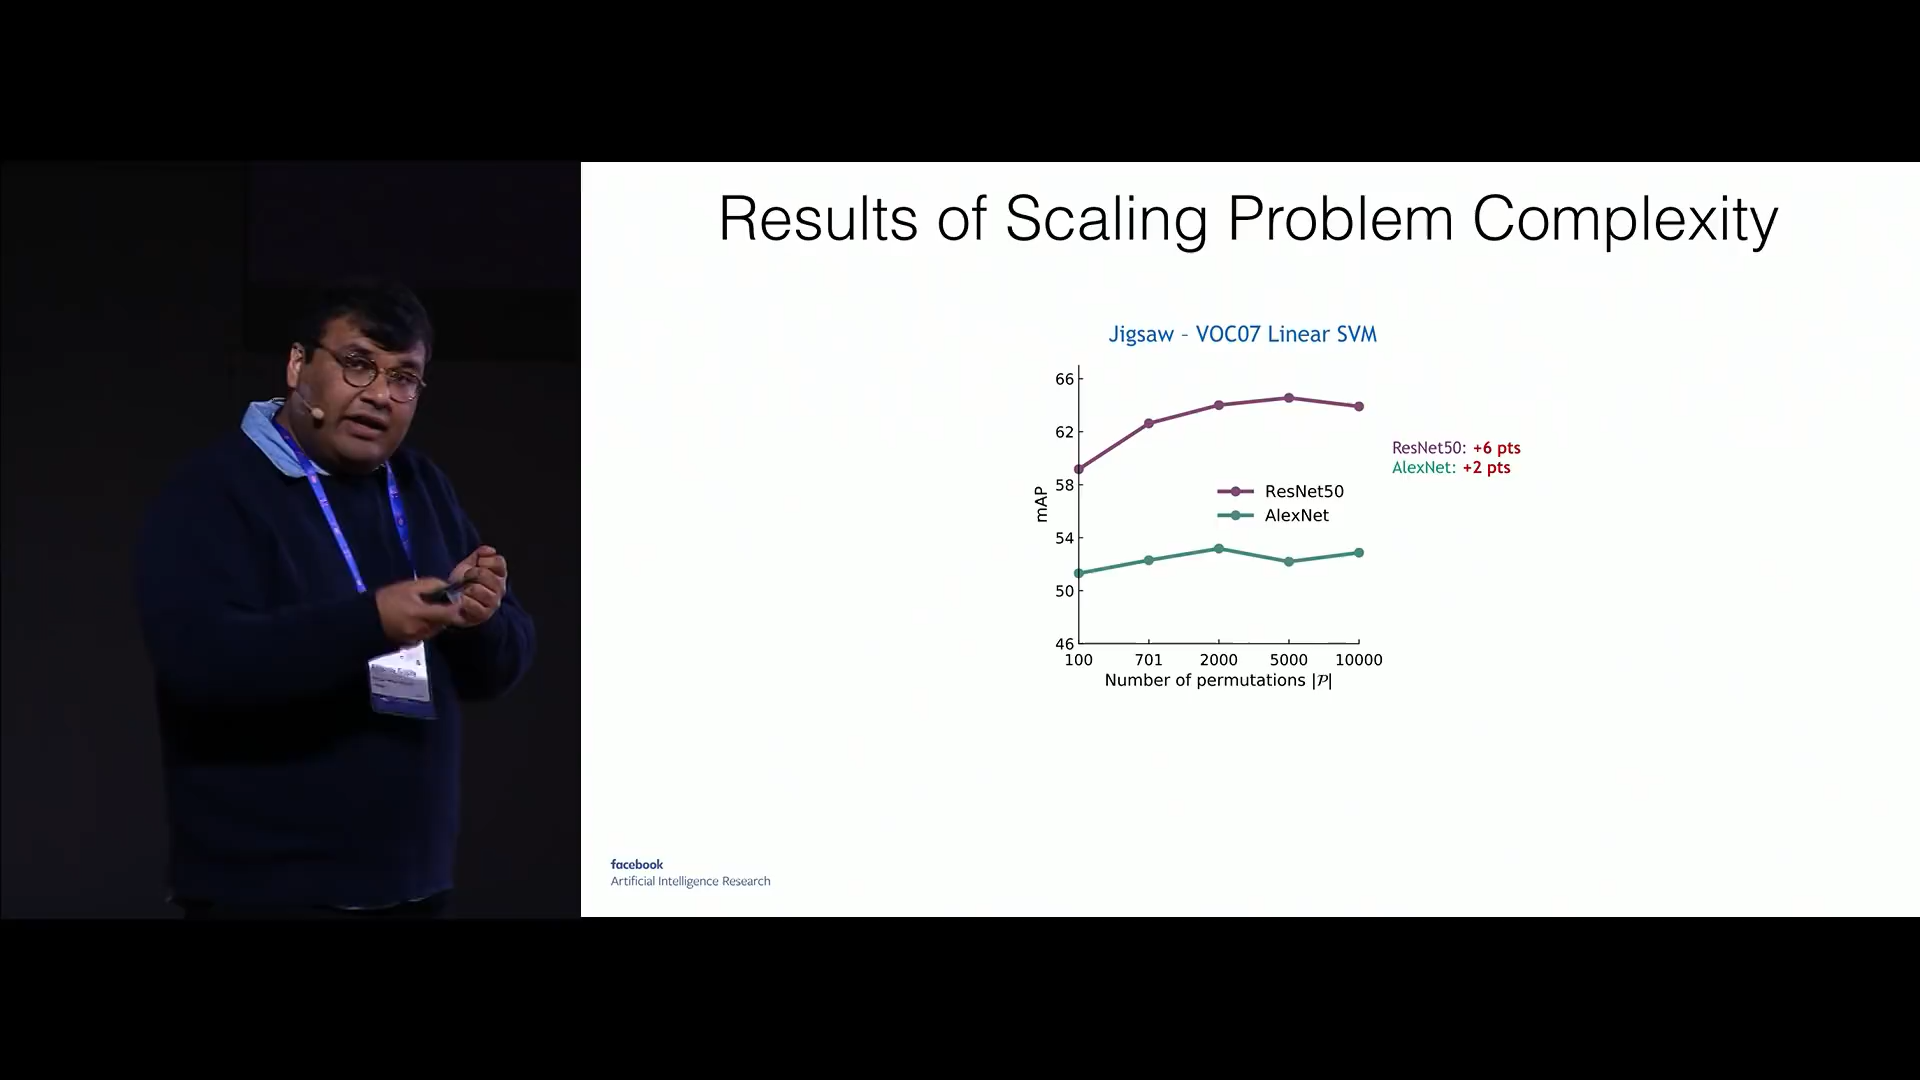 Results of Scaling Problem Complexity
Jigsaw - VOC07 Linear SVM
66
62
58
54
50
46
mAP
ResNet50
AlexNet
100 701 2000 5000 10000
Number of permutations |𝒫|
ResNet50: +6 pts
AlexNet: +2 pts
facebook
Artificial Intelligence Research